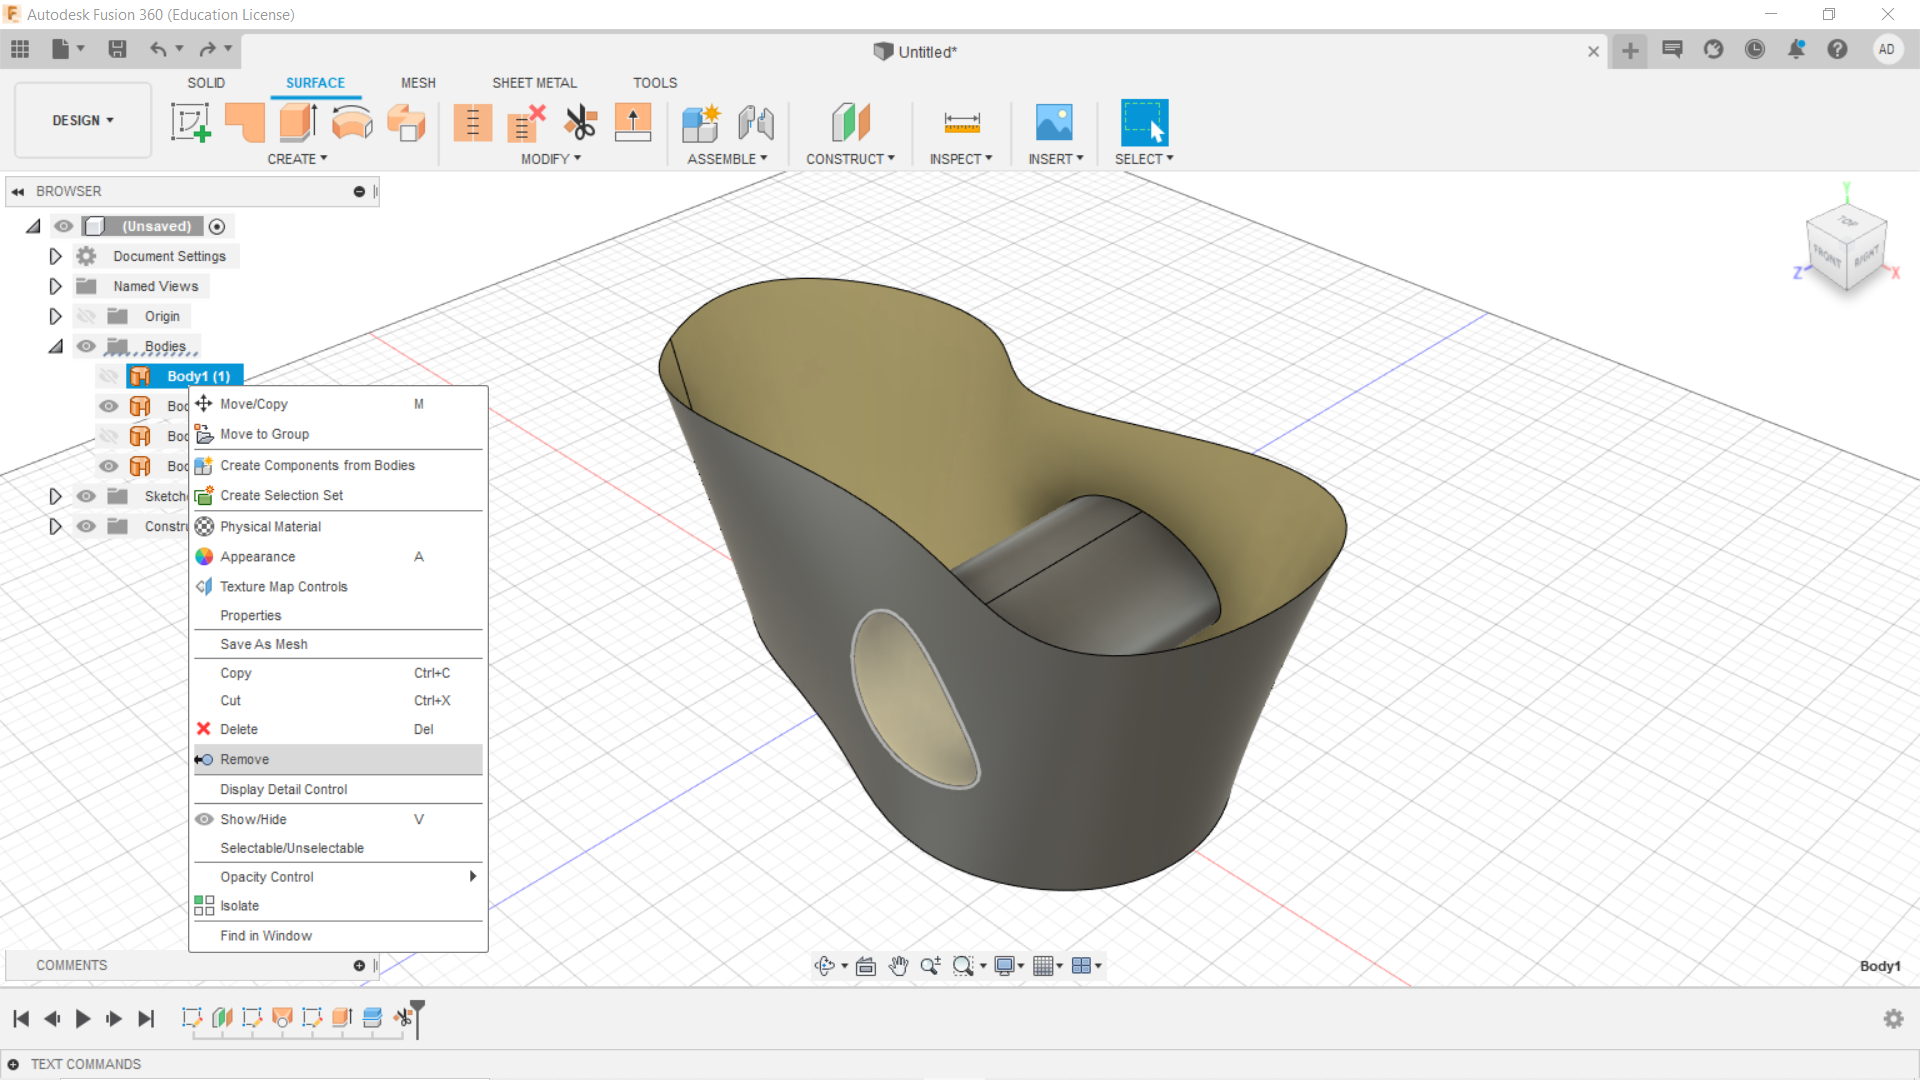 Autodesk Fusion 360 (Education License)
Untitled*
AD
SOLID
SURFACE
MESH
SHEET METAL
TOOLS
DESIGN
CREATE
MODIFY
ASSEMBLE
CONSTRUCT
INSPECT
INSERT
SELECT
BROWSER
(Unsaved)
Document Settings
Named Views
Origin
Bodies
Body1 (1)
Boc
Boc
Boc
Sketch
Constru
Move/Copy M
Move to Group
Create Components from Bodies
Create Selection Set
Physical Material
Appearance A
Texture Map Controls
Properties
Save As Mesh
Copy Ctrl+C
Cut Ctrl+X
Delete Del
Remove
Display Detail Control
Show/Hide V
Selectable/Unselectable
Opacity Control
Isolate
Find in Window
Y
TOP
FRONT
RIGHT
Z
X
COMMENTS
Body1
TEXT COMMANDS